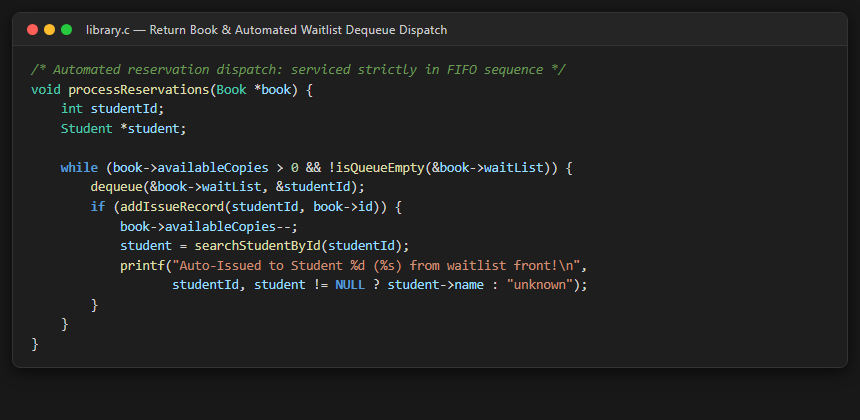 library.c — Return Book & Automated Waitlist Dequeue Dispatch
/* Automated reservation dispatch: serviced strictly in FIFO sequence */
void processReservations(Book *book) {
    int studentId;
    Student *student;

    while (book->availableCopies > 0 && !isQueueEmpty(&book->waitList)) {
        dequeue(&book->waitList, &studentId);
        if (addIssueRecord(studentId, book->id)) {
            book->availableCopies--;
            student = searchStudentById(studentId);
            printf("Auto-Issued to Student %d (%s) from waitlist front!\n",
                   studentId, student != NULL ? student->name : "unknown");
        }
    }
}